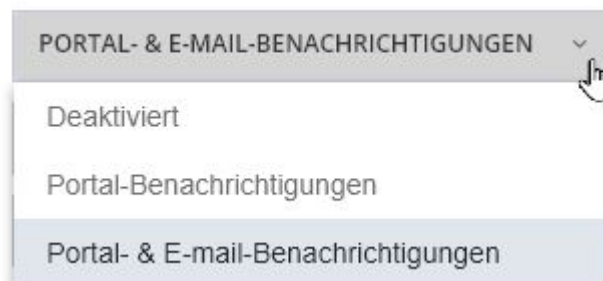 PORTAL- & E-MAIL-BENACHRICHTIGUNGEN
Deaktiviert
Portal-Benachrichtigungen
Portal- & E-mail-Benachrichtigungen